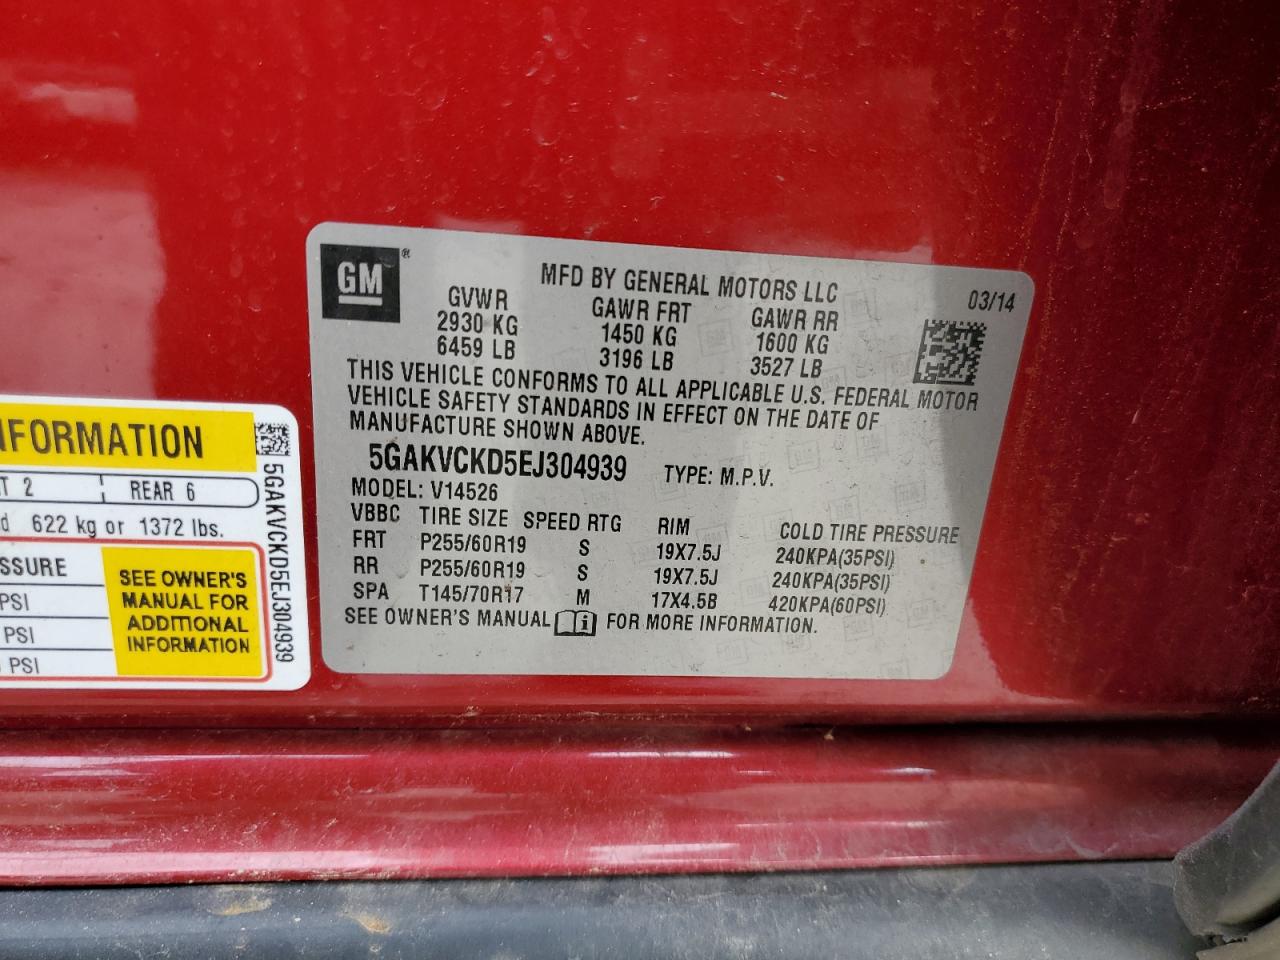 GM®
MFD BY GENERAL MOTORS LLC
03/14
GVWR GAWR FRT GAWR RR
2930 KG 1450 KG 1600 KG
6459 LB 3196 LB 3527 LB
THIS VEHICLE CONFORMS TO ALL APPLICABLE U.S. FEDERAL MOTOR
VEHICLE SAFETY STANDARDS IN EFFECT ON THE DATE OF
MANUFACTURE SHOWN ABOVE.
5GAKVCKD5EJ304939 TYPE: M.P.V.
MODEL: V14526
VBBC TIRE SIZE SPEED RTG RIM COLD TIRE PRESSURE
FRT P255/60R19 S 19X7.5J 240KPA(35PSI)
RR P255/60R19 S 19X7.5J 240KPA(35PSI)
SPA T145/70R17 M 17X4.5B 420KPA(60PSI)
SEE OWNER'S MANUAL i FOR MORE INFORMATION.
NFORMATION
T 2 REAR 6
d 622 kg or 1372 lbs.
SSURE
PSI
PSI
PSI
SEE OWNER'S
MANUAL FOR
ADDITIONAL
INFORMATION
5GAKVCKD5EJ304939